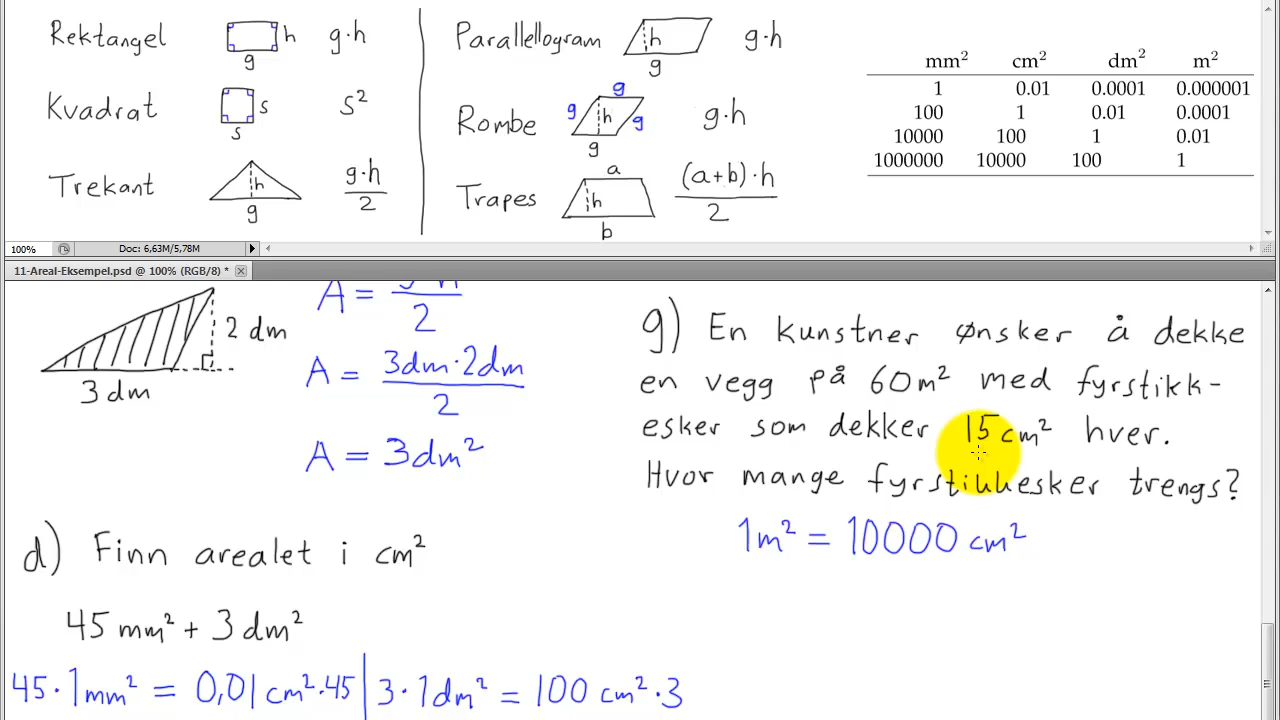 Rektangel h g·h
g
Kvadrat s s²
s
Trekant h g·h
g 2
Parallellogram h g·h
g
g
Rombe g h g g·h
g
a
Trapes h (a+b)·h
b 2
mm² cm² dm² m²
1 0.01 0.0001 0.000001
100 1 0.01 0.0001
10000 100 1 0.01
1000000 10000 100 1
100% Doc: 6,63M/5,78M
11-Areal-Eksempel.psd @ 100% (RGB/8) *
2 dm
3 dm
A = g·h
2
A = 3dm·2dm
2
A = 3dm²
d) Finn arealet i cm²
45 mm² + 3 dm²
45·1mm² = 0,01 cm²·45 | 3·1dm² = 100 cm²·3
g) En kunstner ønsker å dekke
en vegg på 60m² med fyrstikk-
esker som dekker 15cm² hver.
Hvor mange fyrstikkesker trengs?
1m² = 10000 cm²